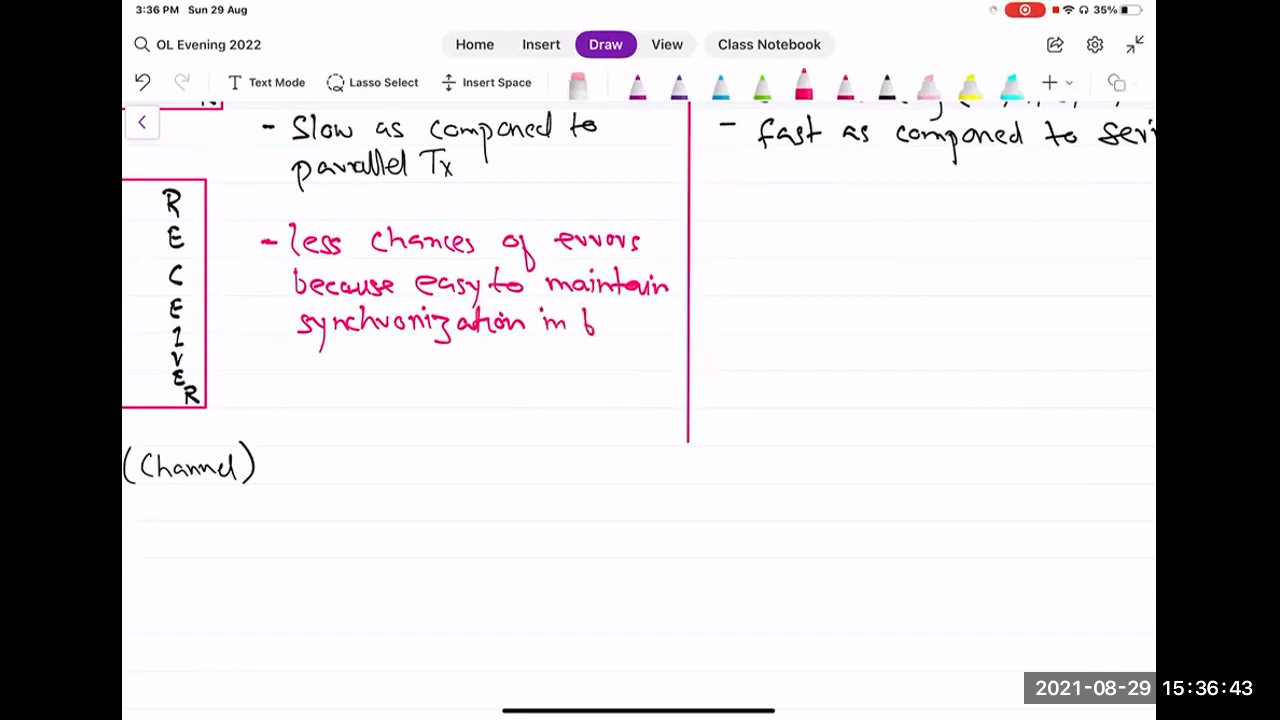 3:36 PM Sun 29 Aug
35%
OL Evening 2022
Home Insert Draw View Class Notebook
Text Mode Lasso Select Insert Space
- Slow as compared to
parallel Tx
- fast as compared to seri
R
E
C
E
I
V
E
R
- less chances of errors
because easy to maintain
synchronization in b
(Channel)
2021-08-29 15:36:43